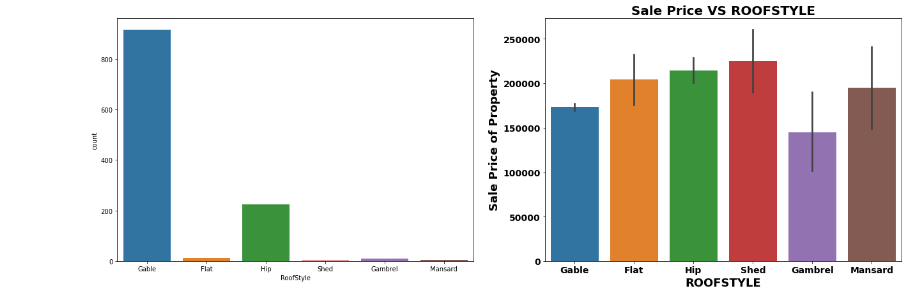 800
600
400
200
0
count
Gable Flat Hip Shed Gambrel Mansard
RoofStyle
Sale Price VS ROOFSTYLE
250000
200000
150000
100000
50000
0
Sale Price of Property
Gable Flat Hip Shed Gambrel Mansard
ROOFSTYLE